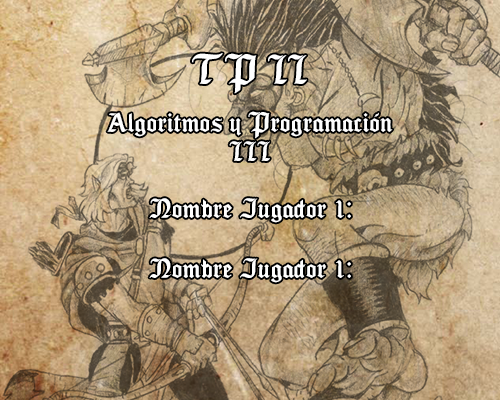 TP II
Algoritmos y Programación
III
Nombre Jugador 1:
Nombre Jugador 1: